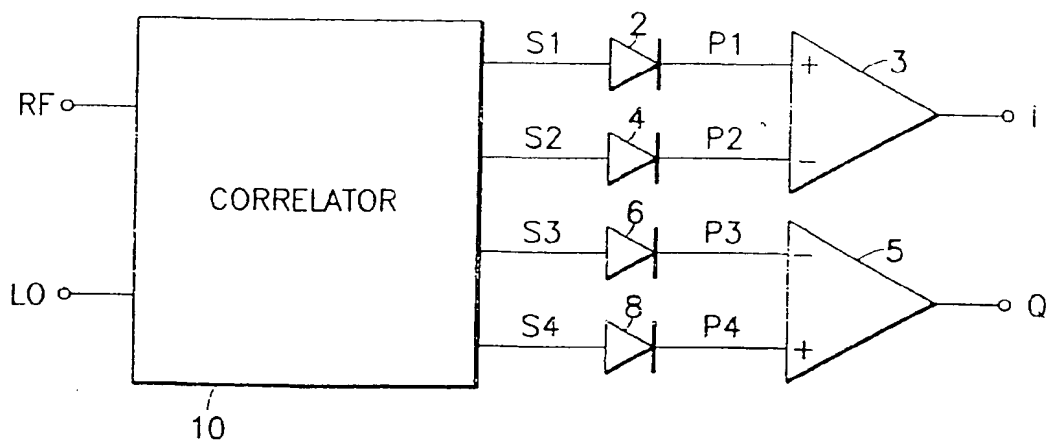 S1 2 P1
+ 3
RF i
S2 4 P2
−
CORRELATOR
S3 6 P3
− 5
LO Q
S4 8 P4
+
10